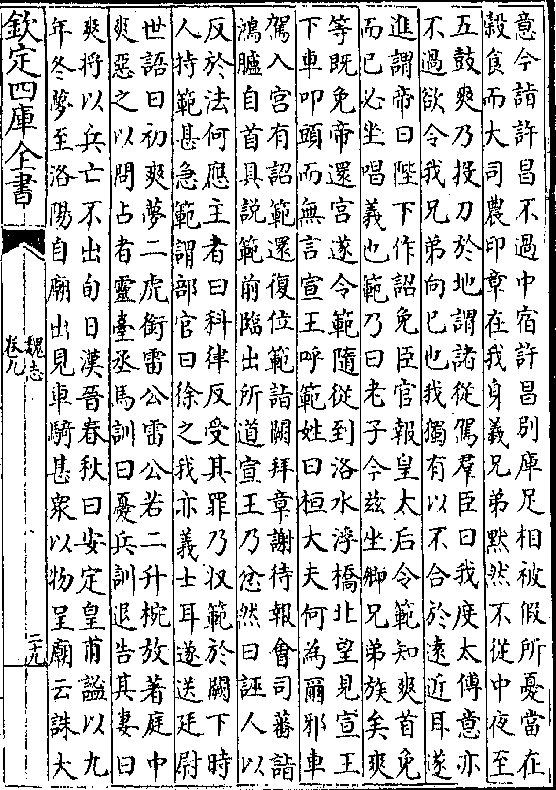 意今詣許昌不過中宿許昌別庫足相被假所憂當在
穀食而大司農印章在我身義兄弟默然不從中夜至
五鼓爽乃投刀於地謂諸從駕羣臣曰我度太傅意亦
不過欲令我兄弟向已也我獨有以不合於遠近耳遂
進謂帝曰陛下作詔免臣官報皇太后令範知爽首免
而已必坐唱義也範乃曰老子今兹坐卿兄弟族矣爽
等既免帝還宮遂令範隨從到洛水浮橋北望見宣王
下車叩頭而無言宣王呼範姓曰桓大夫何為爾邪車
駕入宮有詔範還復位範詣闕拜章謝待報會司蕃詣
鴻臚自首具説範前臨出所道宣王乃忿然曰誣人以
反於法何應主者曰科律反受其罪乃収範於闕下時
人持範甚急範謂部官曰徐之我亦義士耳遂送廷尉
世語曰初爽夢二虎銜雷公雷公若二升椀放著庭中
爽惡之以問占者靈臺丞馬訓曰憂兵訓退告其妻曰
爽將以兵亡不出旬日漢晉春秋曰安定皇甫謐以九
年冬夢至洛陽自廟出見車騎甚衆以物呈廟云誅大
欽定四庫全書
魏志
卷九
二十九